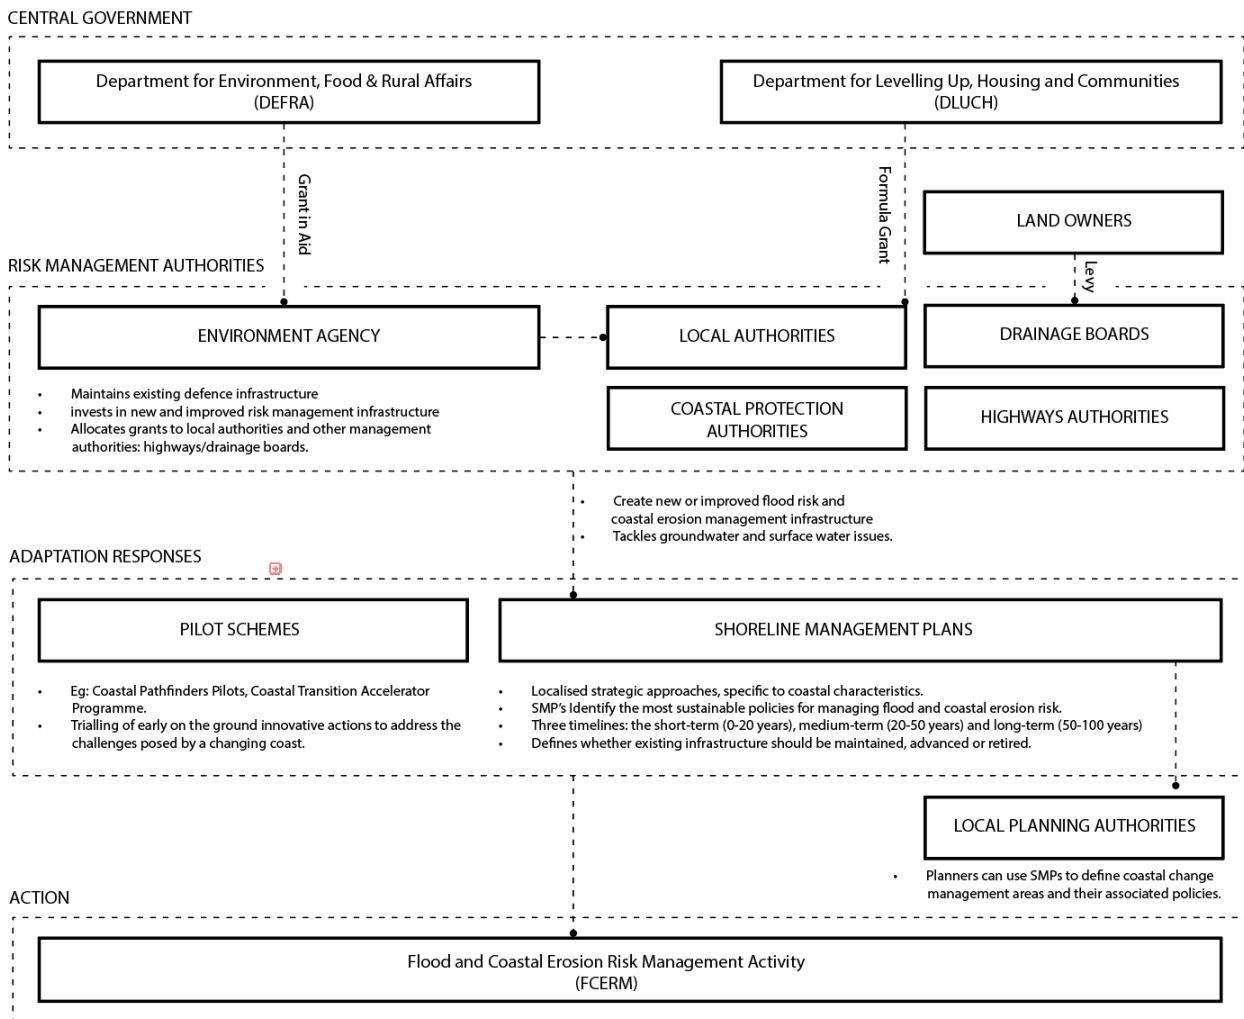 CENTRAL GOVERNMENT
Department for Environment, Food & Rural Affairs
(DEFRA)
Department for Levelling Up, Housing and Communities
(DLUCH)
Grant in Aid
Formula Grant
LAND OWNERS
Levy
RISK MANAGEMENT AUTHORITIES
ENVIRONMENT AGENCY
LOCAL AUTHORITIES
DRAINAGE BOARDS
• Maintains existing defence infrastructure
• invests in new and improved risk management infrastructure
• Allocates grants to local authorities and other management
authorities: highways/drainage boards.
COASTAL PROTECTION
AUTHORITIES
HIGHWAYS AUTHORITIES
• Create new or improved flood risk and
coastal erosion management infrastructure
• Tackles groundwater and surface water issues.
ADAPTATION RESPONSES
PILOT SCHEMES
SHORELINE MANAGEMENT PLANS
• Eg: Coastal Pathfinders Pilots, Coastal Transition Accelerator
Programme.
• Trialling of early on the ground innovative actions to address the
challenges posed by a changing coast.
• Localised strategic approaches, specific to coastal characteristics.
• SMP's Identify the most sustainable policies for managing flood and coastal erosion risk.
• Three timelines: the short-term (0-20 years), medium-term (20-50 years) and long-term (50-100 years)
• Defines whether existing infrastructure should be maintained, advanced or retired.
LOCAL PLANNING AUTHORITIES
• Planners can use SMPs to define coastal change
management areas and their associated policies.
ACTION
Flood and Coastal Erosion Risk Management Activity
(FCERM)